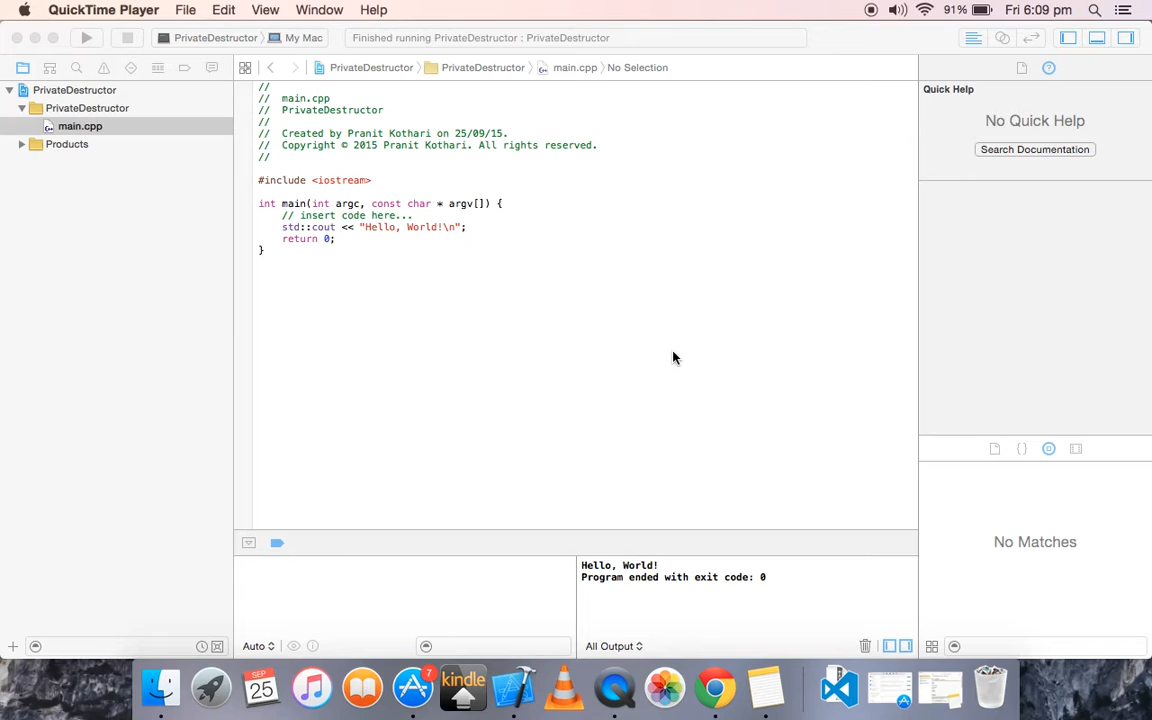 QuickTime Player File Edit View Window Help 91% Fri 6:09 pm
PrivateDestructor My Mac Finished running PrivateDestructor : PrivateDestructor
PrivateDestructor PrivateDestructor main.cpp No Selection
PrivateDestructor
PrivateDestructor
main.cpp
Products
//
// main.cpp
// PrivateDestructor
//
// Created by Pranit Kothari on 25/09/15.
// Copyright © 2015 Pranit Kothari. All rights reserved.
//
#include <iostream>
int main(int argc, const char * argv[]) {
// insert code here...
std::cout << "Hello, World!\n";
return 0;
}
Quick Help
No Quick Help
Search Documentation
{}
No Matches
Hello, World!
Program ended with exit code: 0
Auto
All Output
SEP
25
7
kindle